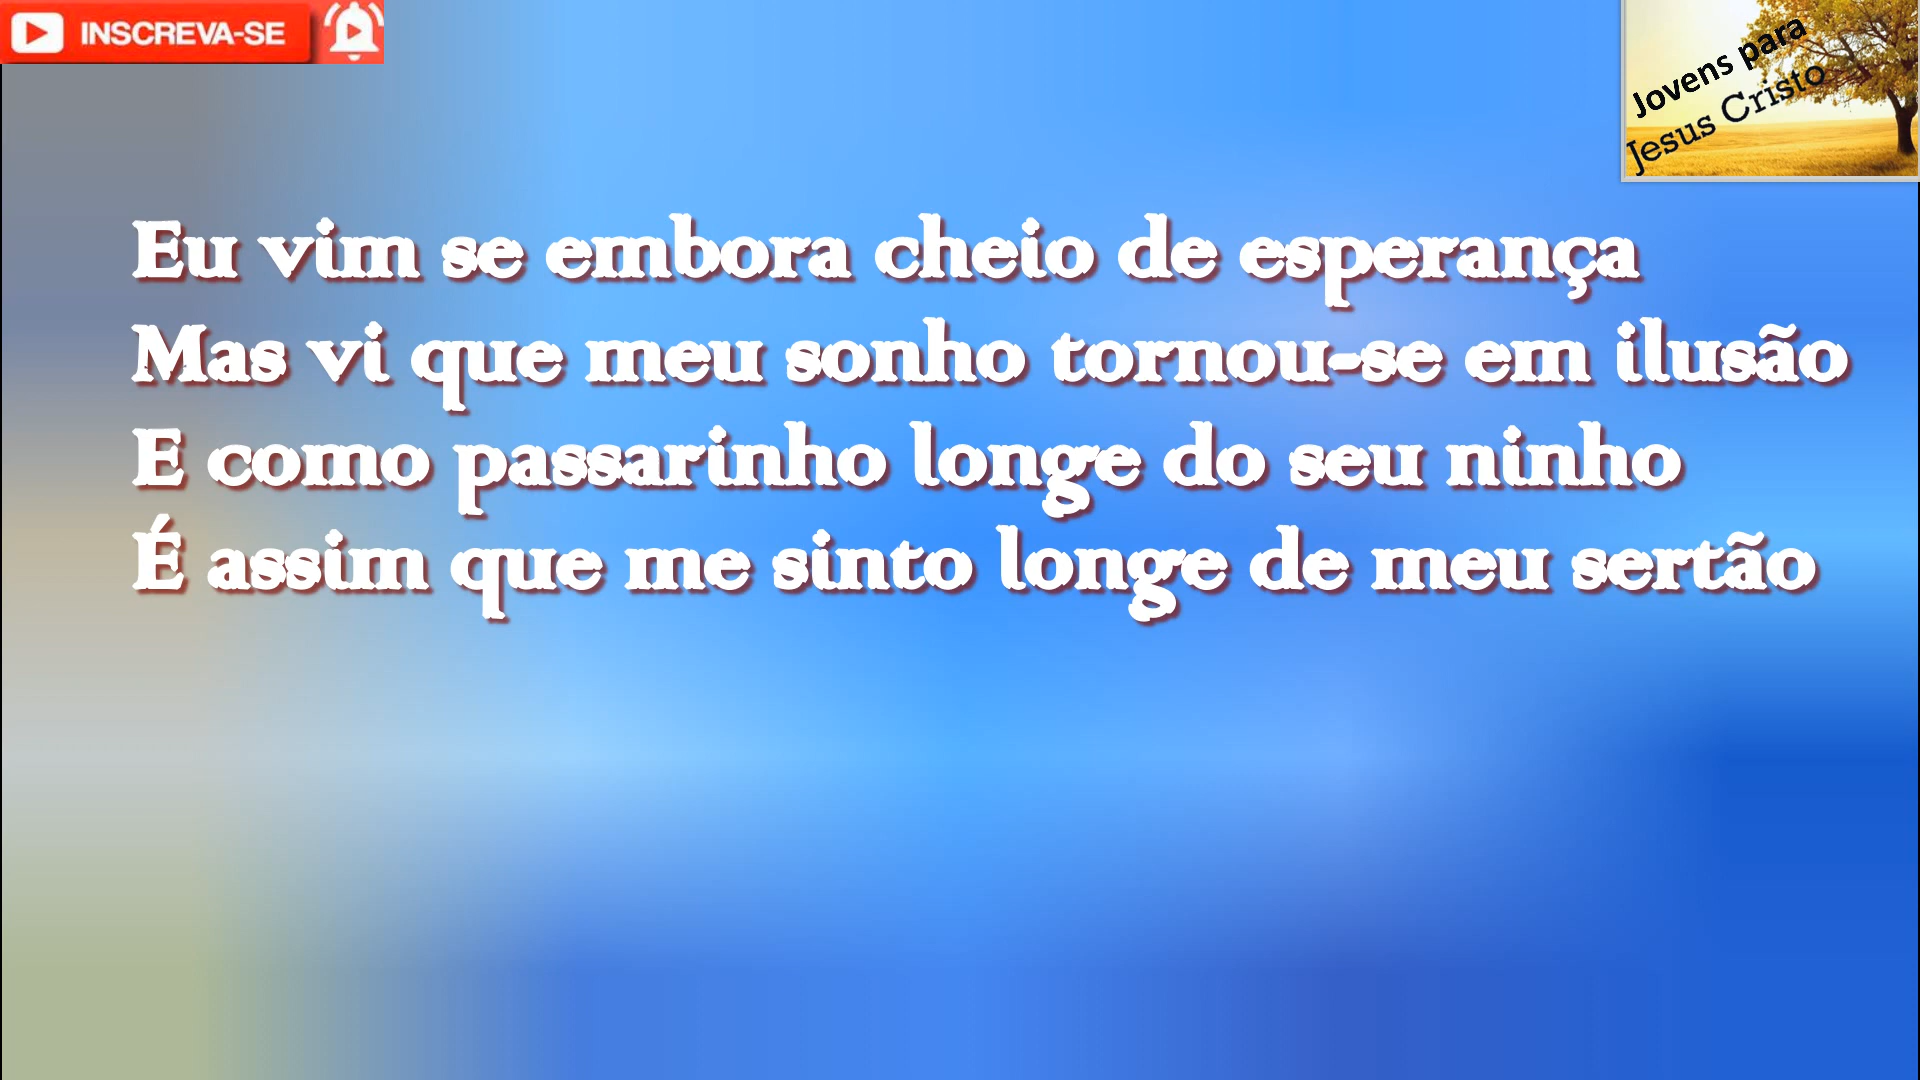 INSCREVA-SE
Jovens para
Jesus Cristo
Eu vim se embora cheio de esperança
Mas vi que meu sonho tornou-se em ilusão
E como passarinho longe do seu ninho
É assim que me sinto longe de meu sertão